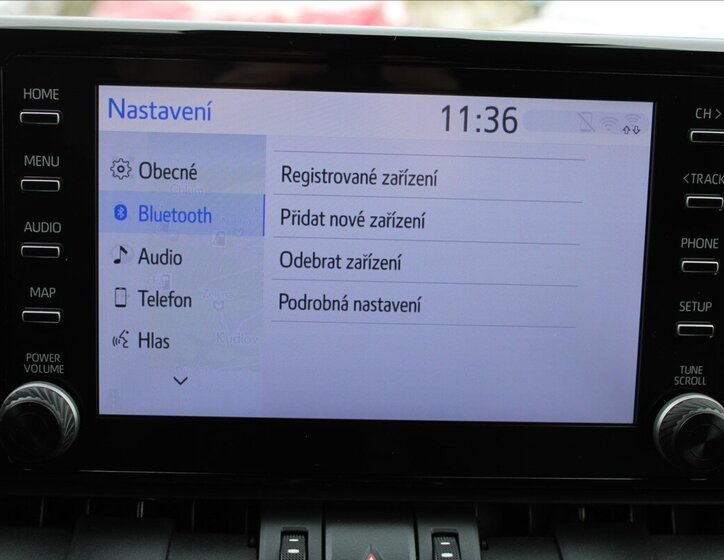 HOME
MENU
AUDIO
MAP
POWER
VOLUME
Nastavení
11:36
Obecné
Bluetooth
Audio
Telefon
Hlas
Registrované zařízení
Přidat nové zařízení
Odebrat zařízení
Podrobná nastavení
CH >
< TRACK
PHONE
SETUP
TUNE
SCROLL